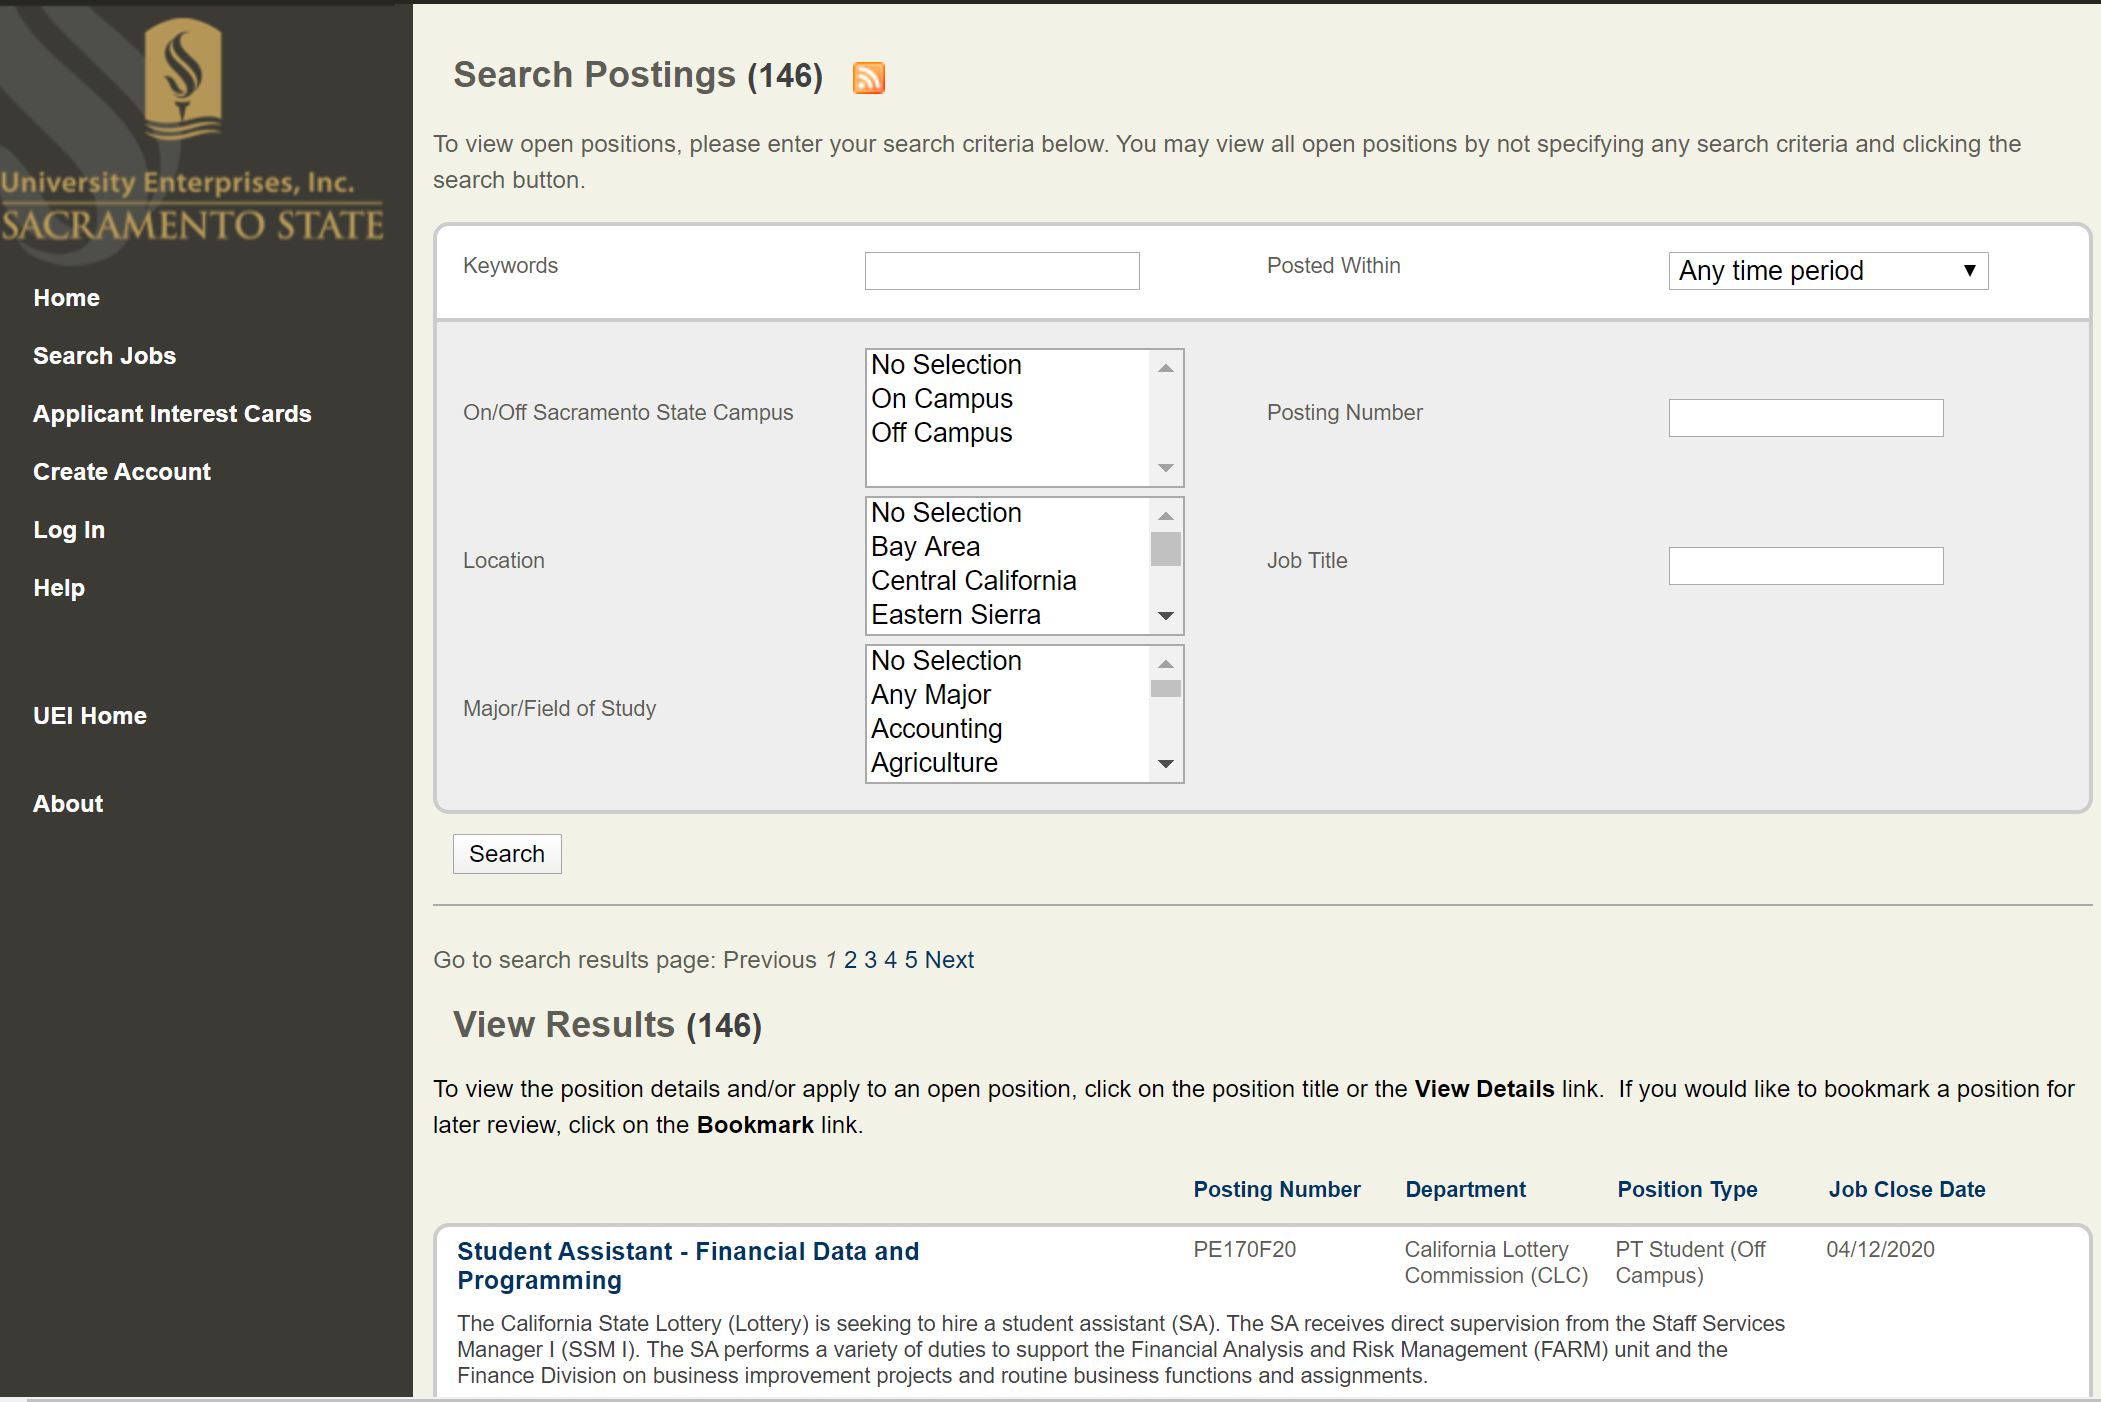 University Enterprises, Inc.
SACRAMENTO STATE
Home
Search Jobs
Applicant Interest Cards
Create Account
Log In
Help
UEI Home
About
Search Postings (146)
To view open positions, please enter your search criteria below. You may view all open positions by not specifying any search criteria and clicking the
search button.
Keywords
Posted Within
Any time period
On/Off Sacramento State Campus
No Selection
On Campus
Off Campus
Posting Number
Location
No Selection
Bay Area
Central California
Eastern Sierra
Job Title
Major/Field of Study
No Selection
Any Major
Accounting
Agriculture
Search
Go to search results page: Previous 1 2 3 4 5 Next
View Results (146)
To view the position details and/or apply to an open position, click on the position title or the View Details link.  If you would like to bookmark a position for
later review, click on the Bookmark link.
Posting Number Department Position Type Job Close Date
Student Assistant - Financial Data and
Programming
PE170F20
California Lottery
Commission (CLC)
PT Student (Off
Campus)
04/12/2020
The California State Lottery (Lottery) is seeking to hire a student assistant (SA). The SA receives direct supervision from the Staff Services
Manager I (SSM I). The SA performs a variety of duties to support the Financial Analysis and Risk Management (FARM) unit and the
Finance Division on business improvement projects and routine business functions and assignments.